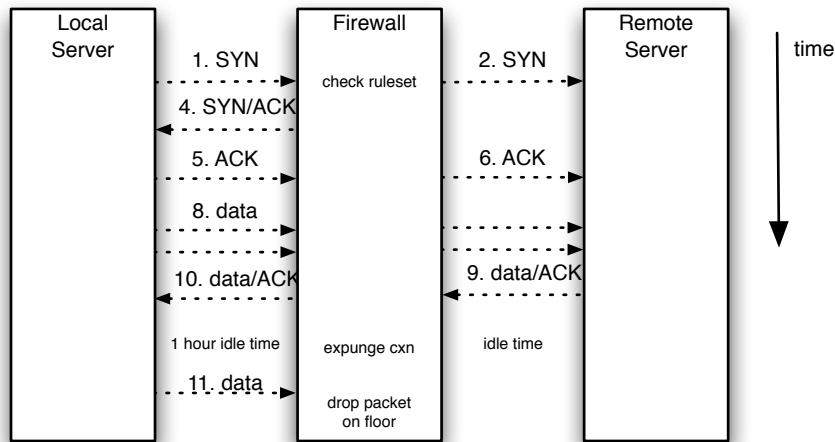 Local
Server
Firewall
Remote
Server
time
1. SYN
check ruleset
2. SYN
4. SYN/ACK
5. ACK
6. ACK
8. data
10. data/ACK
9. data/ACK
1 hour idle time
expunge cxn
idle time
11. data
drop packet
on floor